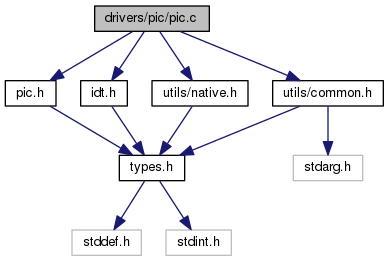 drivers/pic/pic.c
pic.h
idt.h
utils/native.h
utils/common.h
types.h
stdarg.h
stddef.h
stdint.h